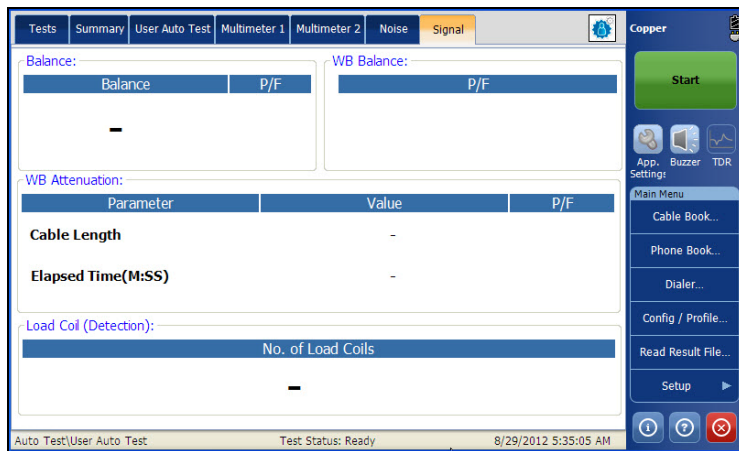 Tests Summary User Auto Test Multimeter 1 Multimeter 2 Noise Signal
Copper
Balance:
WB Balance:
Balance P/F
P/F
Start
-
App. Settings
Buzzer
TDR
WB Attenuation:
Parameter Value P/F
Cable Length -
Elapsed Time(M:SS) -
Load Coil (Detection):
No. of Load Coils
-
Main Menu
Cable Book...
Phone Book...
Dialer...
Config / Profile...
Read Result File...
Setup
Auto Test\User Auto Test Test Status: Ready 8/29/2012 5:35:05 AM